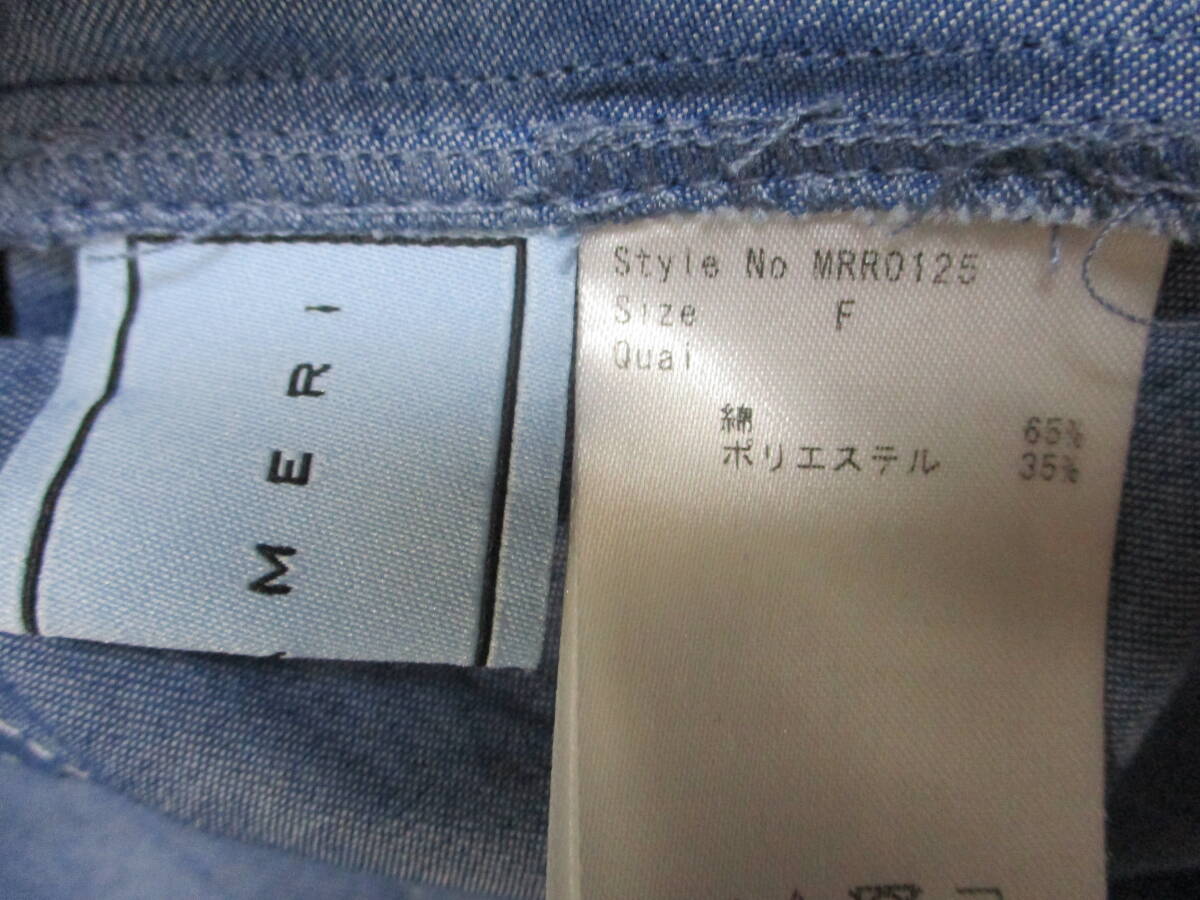 MERI
Style No MRR0125
Size F
Quai
綿 65%
ポリエステル 35%